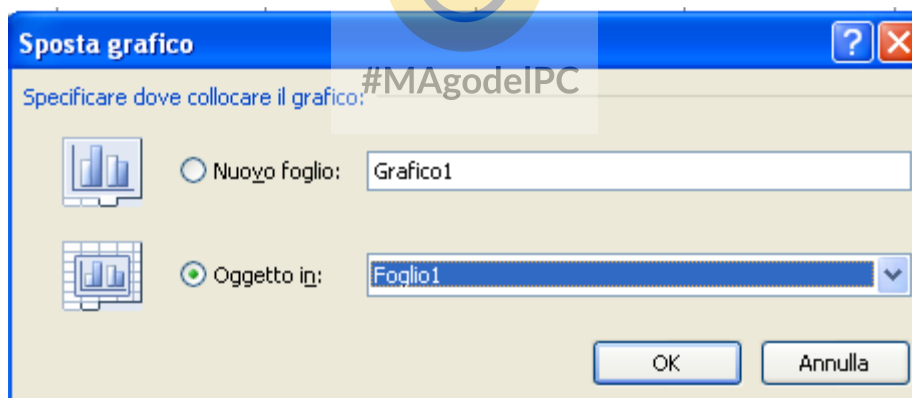 Sposta grafico
#MAgodelPC
Specificare dove collocare il grafico:
Nuovo foglio: Grafico1
Oggetto in: Foglio1
OK Annulla